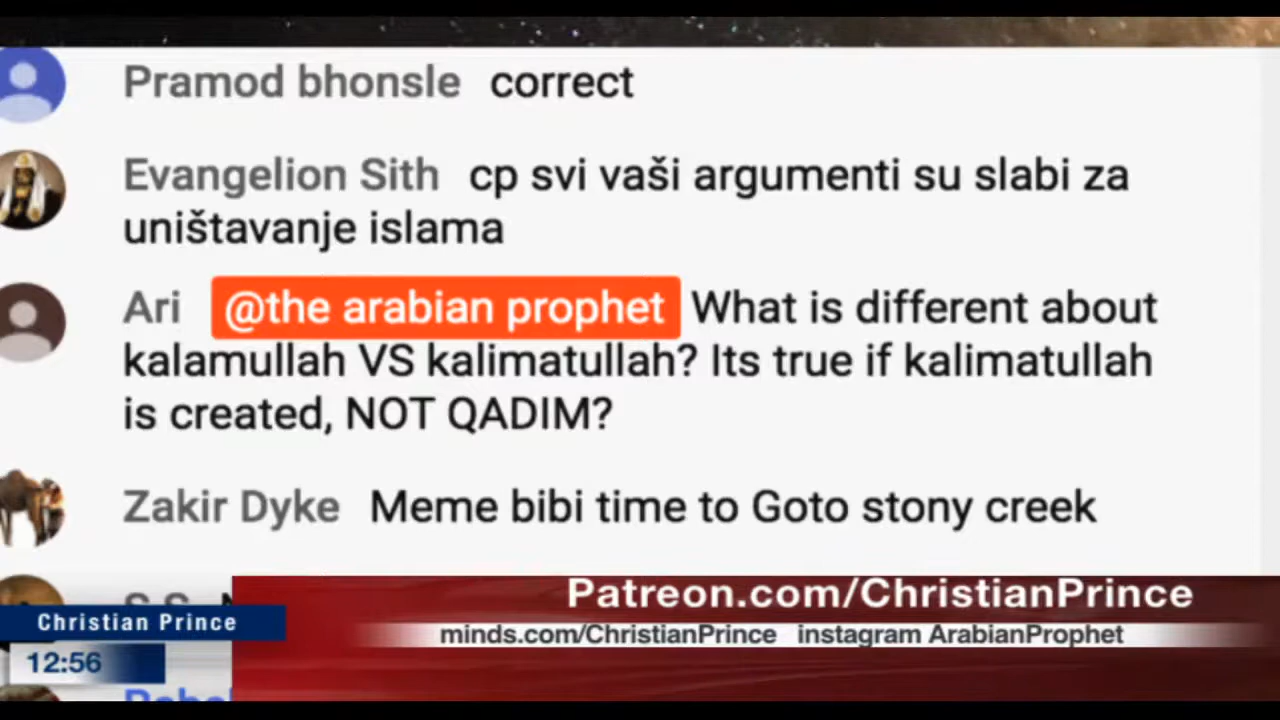 Pramod bhonsle correct
Evangelion Sith cp svi vaši argumenti su slabi za
uništavanje islama
Ari @the arabian prophet What is different about
kalamullah VS kalimatullah? Its true if kalimatullah
is created, NOT QADIM?
Zakir Dyke Meme bibi time to Goto stony creek
Patreon.com/ChristianPrince
Christian Prince
minds.com/ChristianPrince instagram ArabianProphet
12:56